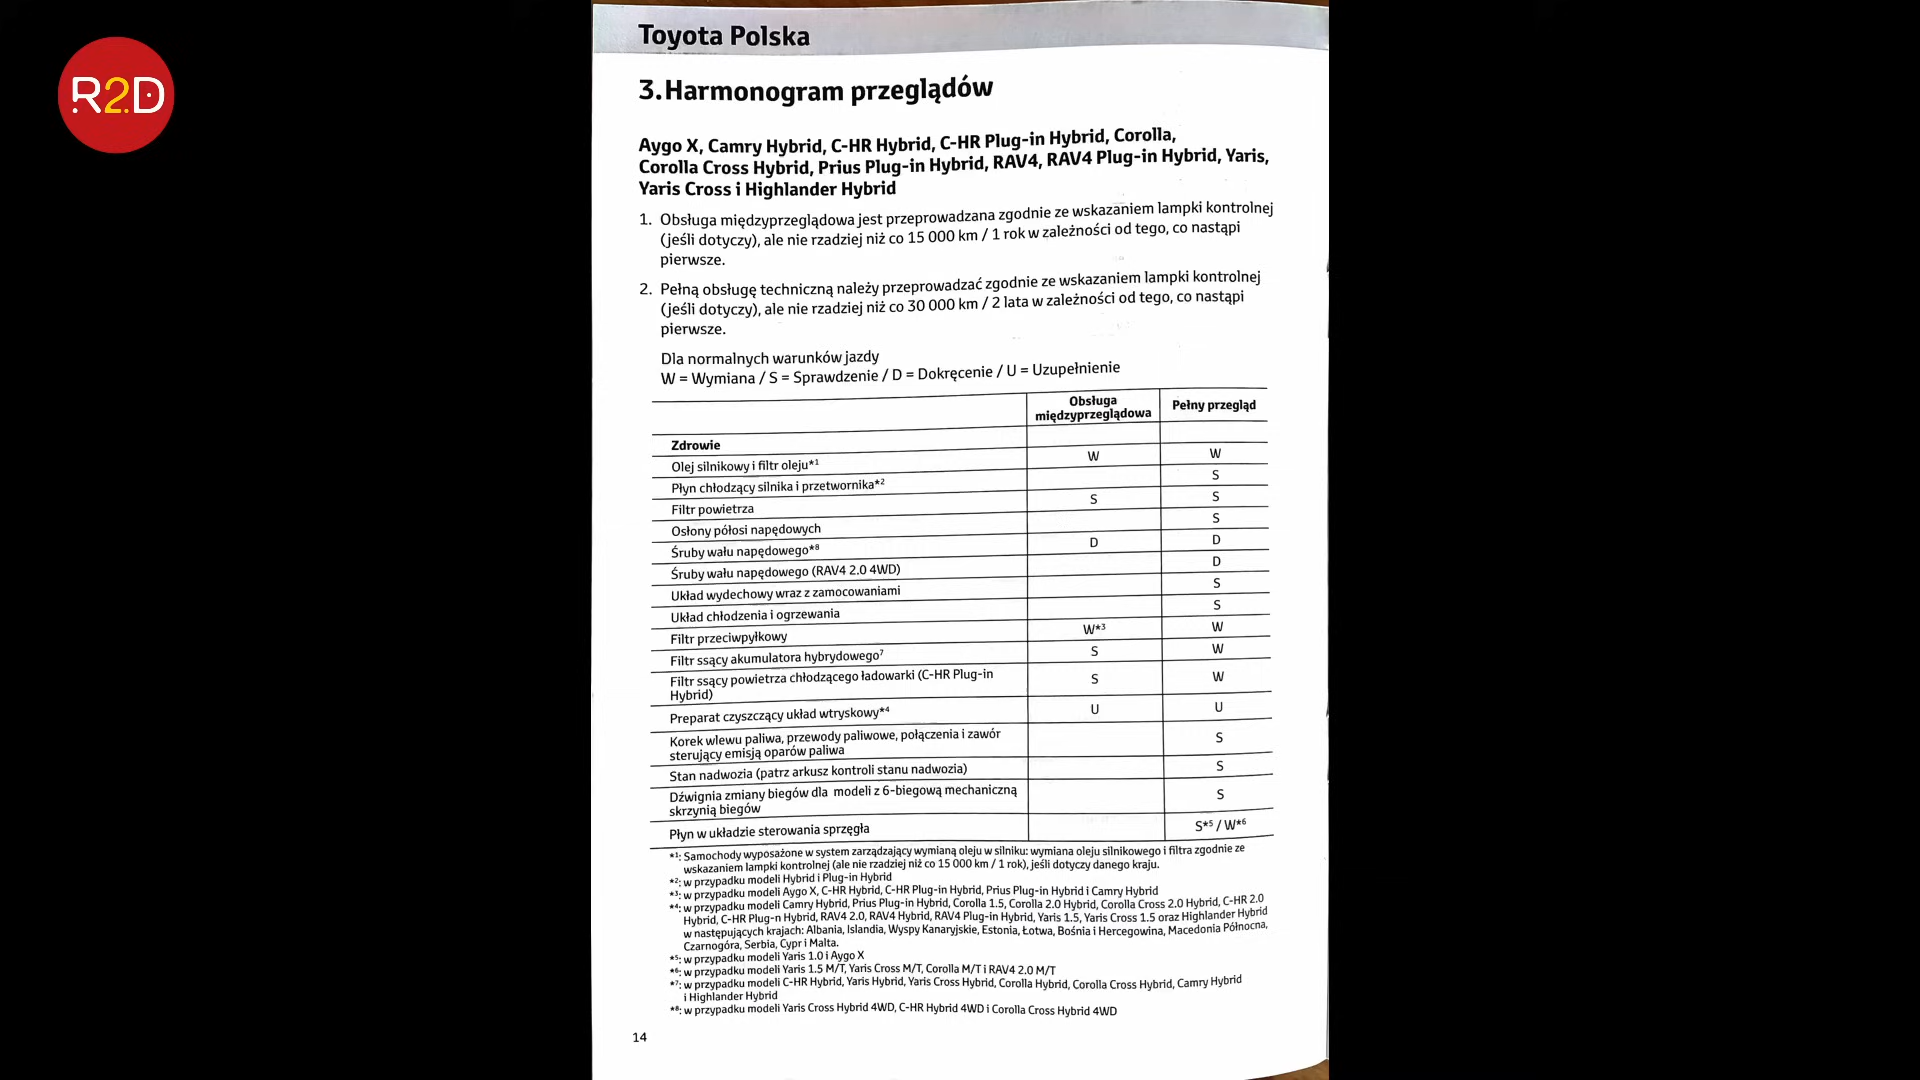 R2D
Toyota Polska
3. Harmonogram przeglądów
Aygo X, Camry Hybrid, C-HR Hybrid, C-HR Plug-in Hybrid, Corolla,
Corolla Cross Hybrid, Prius Plug-in Hybrid, RAV4, RAV4 Plug-in Hybrid, Yaris,
Yaris Cross i Highlander Hybrid
1. Obsługa międzyprzeglądowa jest przeprowadzana zgodnie ze wskazaniem lampki kontrolnej
(jeśli dotyczy), ale nie rzadziej niż co 15 000 km / 1 rok w zależności od tego, co nastąpi
pierwsze.
2. Pełną obsługę techniczną należy przeprowadzać zgodnie ze wskazaniem lampki kontrolnej
(jeśli dotyczy), ale nie rzadziej niż co 30 000 km / 2 lata w zależności od tego, co nastąpi
pierwsze.
Dla normalnych warunków jazdy
W = Wymiana / S = Sprawdzenie / D = Dokręcenie / U = Uzupełnienie
Obsługa
międzyprzeglądowa Pełny przegląd
Zdrowie
Olej silnikowy i filtr oleju*1 W W
Płyn chłodzący silnika i przetwornika*2 S
Filtr powietrza S S
Osłony półosi napędowych S
Śruby wału napędowego*8 D D
Śruby wału napędowego (RAV4 2.0 4WD) D
Układ wydechowy wraz z zamocowaniami S
Układ chłodzenia i ogrzewania S
Filtr przeciwpyłkowy W*3 W
Filtr ssący akumulatora hybrydowego7 S W
Filtr ssący powietrza chłodzącego ładowarki (C-HR Plug-in
Hybrid) S W
Preparat czyszczący układ wtryskowy*4 U U
Korek wlewu paliwa, przewody paliwowe, połączenia i zawór
sterujący emisją oparów paliwa S
Stan nadwozia (patrz arkusz kontroli stanu nadwozia) S
Dźwignia zmiany biegów dla modeli z 6-biegową mechaniczną
skrzynią biegów S
Płyn w układzie sterowania sprzęgła S*5 / W*6
*1: Samochody wyposażone w system zarządzający wymianą oleju w silniku: wymiana oleju silnikowego i filtra zgodnie ze
wskazaniem lampki kontrolnej (ale nie rzadziej niż co 15 000 km / 1 rok), jeśli dotyczy danego kraju.
*2: w przypadku modeli Hybrid i Plug-in Hybrid
*3: w przypadku modeli Aygo X, C-HR Hybrid, C-HR Plug-in Hybrid, Prius Plug-in Hybrid i Camry Hybrid
*4: w przypadku modeli Camry Hybrid, Prius Plug-in Hybrid, Corolla 1.5, Corolla 2.0 Hybrid, Corolla Cross 2.0 Hybrid, C-HR 2.0
Hybrid, C-HR Plug-n Hybrid, RAV4 2.0, RAV4 Hybrid, RAV4 Plug-in Hybrid, Yaris 1.5, Yaris Cross 1.5 oraz Highlander Hybrid
w następujących krajach: Albania, Islandia, Wyspy Kanaryjskie, Estonia, Łotwa, Bośnia i Hercegowina, Macedonia Północna,
Czarnogóra, Serbia, Cypr i Malta.
*5: w przypadku modeli Yaris 1.0 i Aygo X
*6: w przypadku modeli Yaris 1.5 M/T, Yaris Cross M/T, Corolla M/T i RAV4 2.0 M/T
*7: w przypadku modeli C-HR Hybrid, Yaris Hybrid, Yaris Cross Hybrid, Corolla Hybrid, Corolla Cross Hybrid, Camry Hybrid
i Highlander Hybrid
*8: w przypadku modeli Yaris Cross Hybrid 4WD, C-HR Hybrid 4WD i Corolla Cross Hybrid 4WD
14